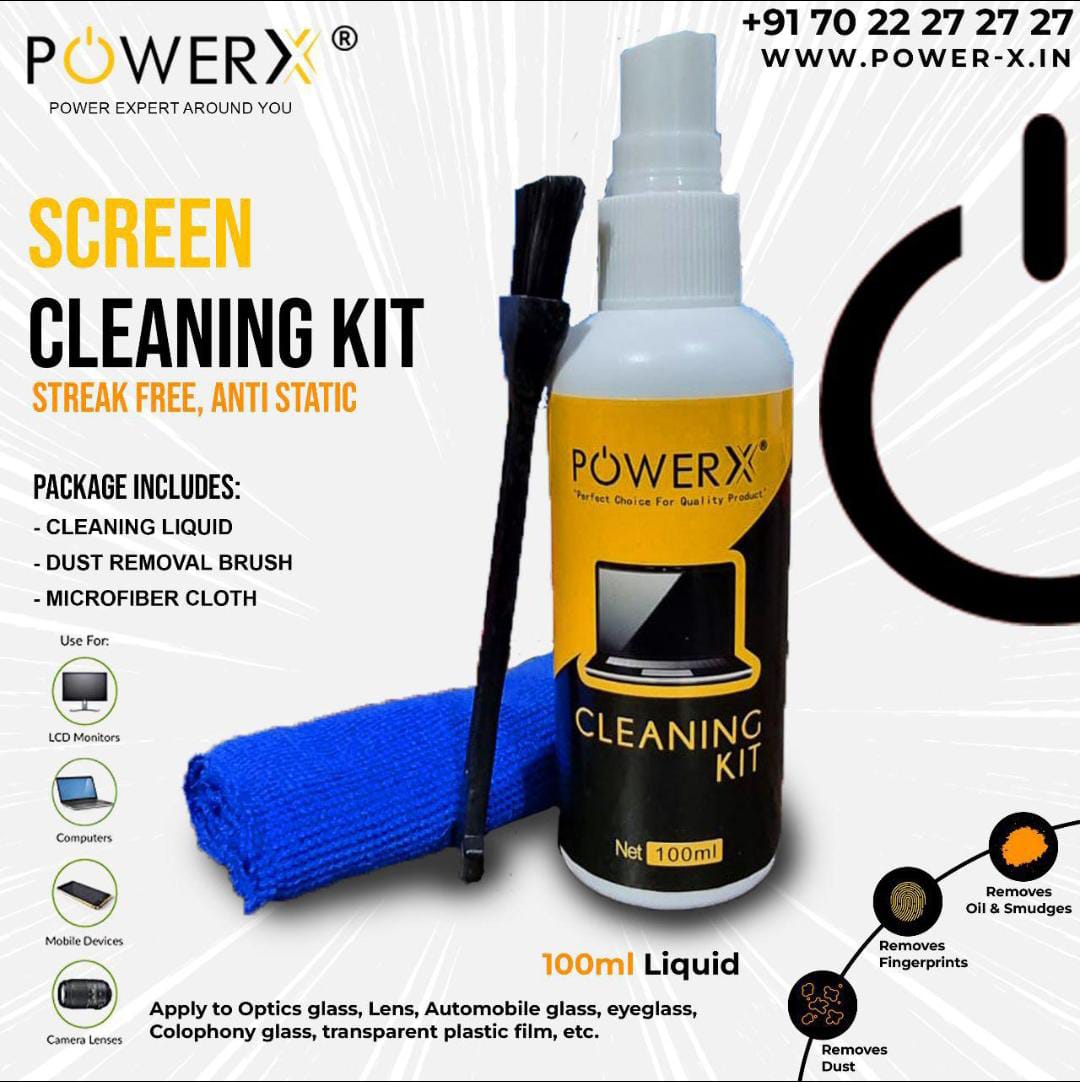 POWERX®
POWER EXPERT AROUND YOU
+91 70 22 27 27 27
WWW.POWER-X.IN
SCREEN
CLEANING KIT
STREAK FREE, ANTI STATIC
PACKAGE INCLUDES:
- CLEANING LIQUID
- DUST REMOVAL BRUSH
- MICROFIBER CLOTH
Use For:
LCD Monitors
Computers
Mobile Devices
Camera Lenses
POWERX®
"Perfect Choice For Quality Product"
CLEANING
KIT
Net 100ml
100ml Liquid
Apply to Optics glass, Lens, Automobile glass, eyeglass,
Colophony glass, transparent plastic film, etc.
Removes
Oil & Smudges
Removes
Fingerprints
Removes
Dust